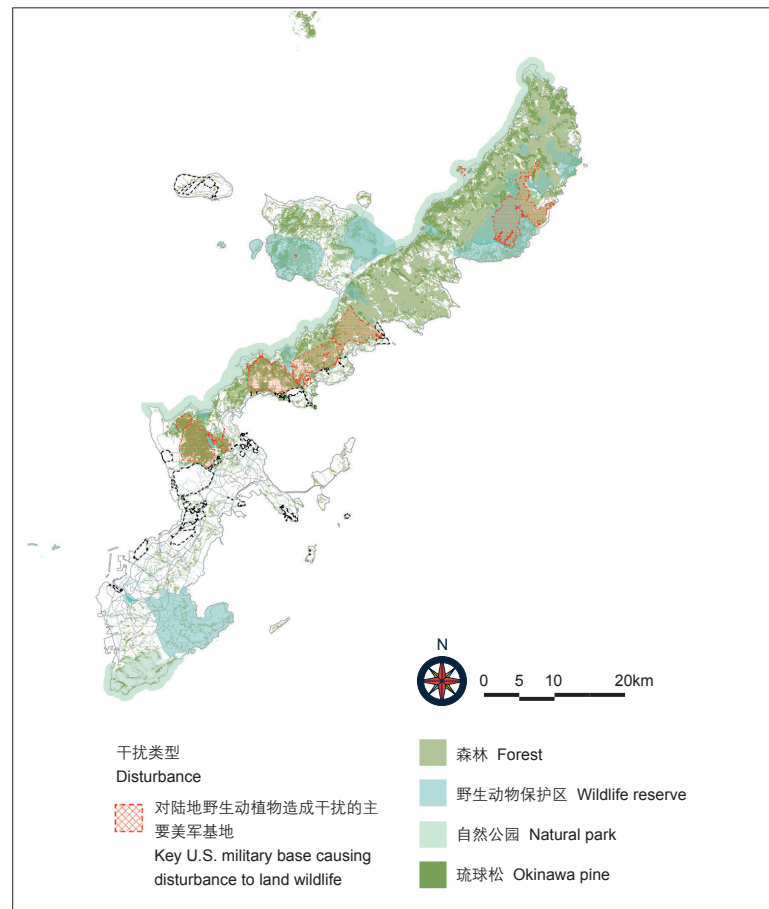 N
0 5 10 20km
干扰类型
Disturbance
对陆地野生动植物造成干扰的主
要美军基地
Key U.S. military base causing
disturbance to land wildlife
森林 Forest
野生动物保护区 Wildlife reserve
自然公园 Natural park
琉球松 Okinawa pine